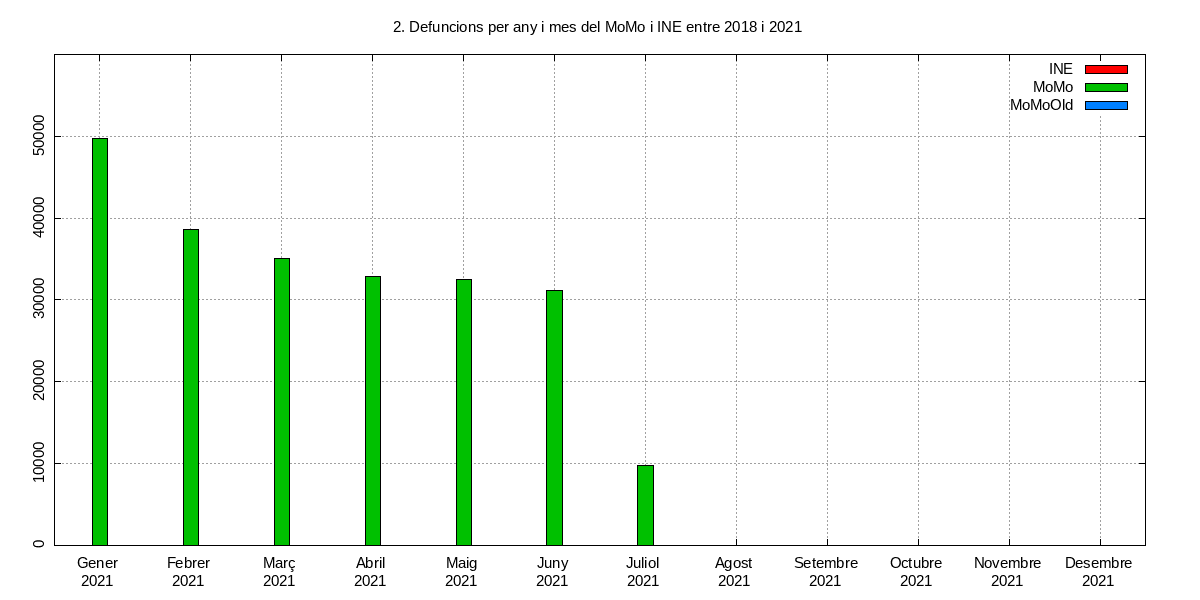 2. Defuncions per any i mes del MoMo i INE entre 2018 i 2021
INE
MoMo
MoMoOld
50000
40000
30000
20000
10000
0
Gener Febrer Març Abril Maig Juny Juliol Agost Setembre Octubre Novembre Desembre
2021 2021 2021 2021 2021 2021 2021 2021 2021 2021 2021 2021